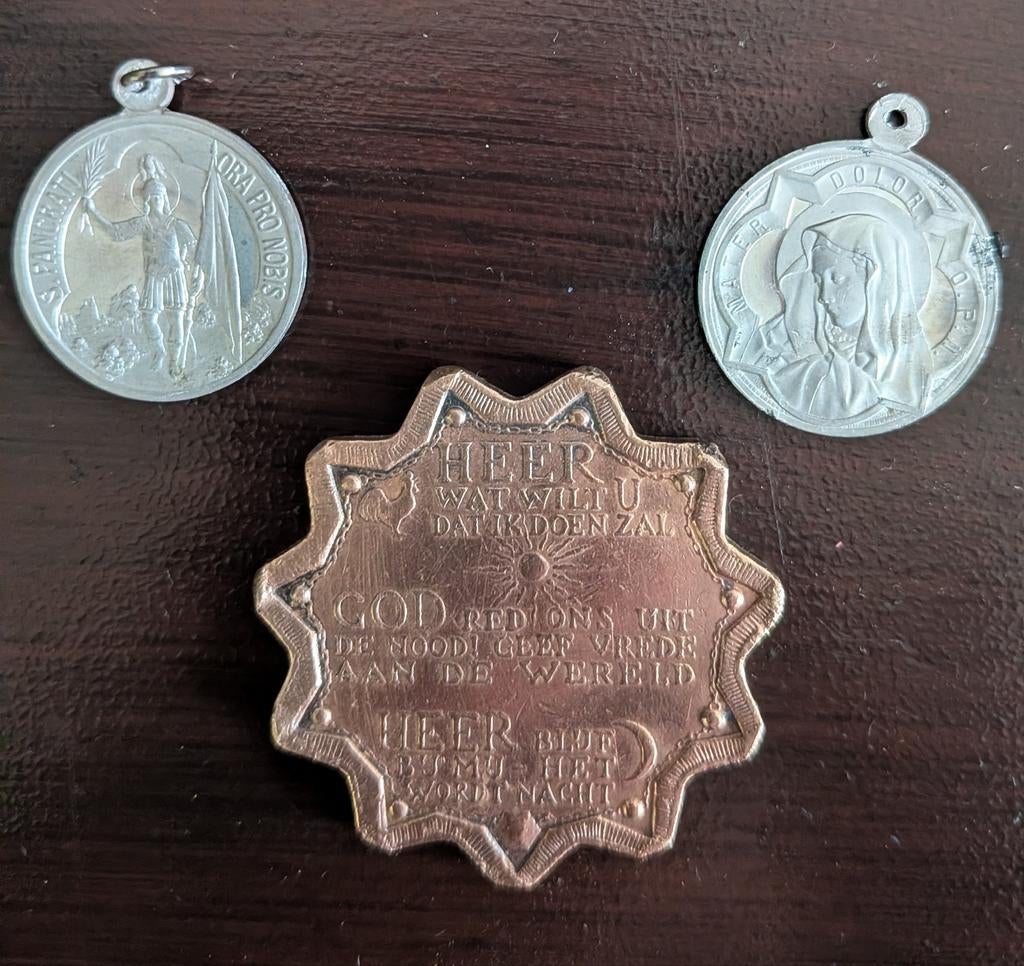 S. PANCRATI
ORA PRO NOBIS
MATER
DOLOR
O.P.N
HEER
WAT WILT U
DAT IK DOEN ZAL
GOD RED ONS UIT
DE NOOD! GEEF VREDE
AAN DE WERELD
HEER BLIJF
BIJ MIJ HET
WORDT NACHT